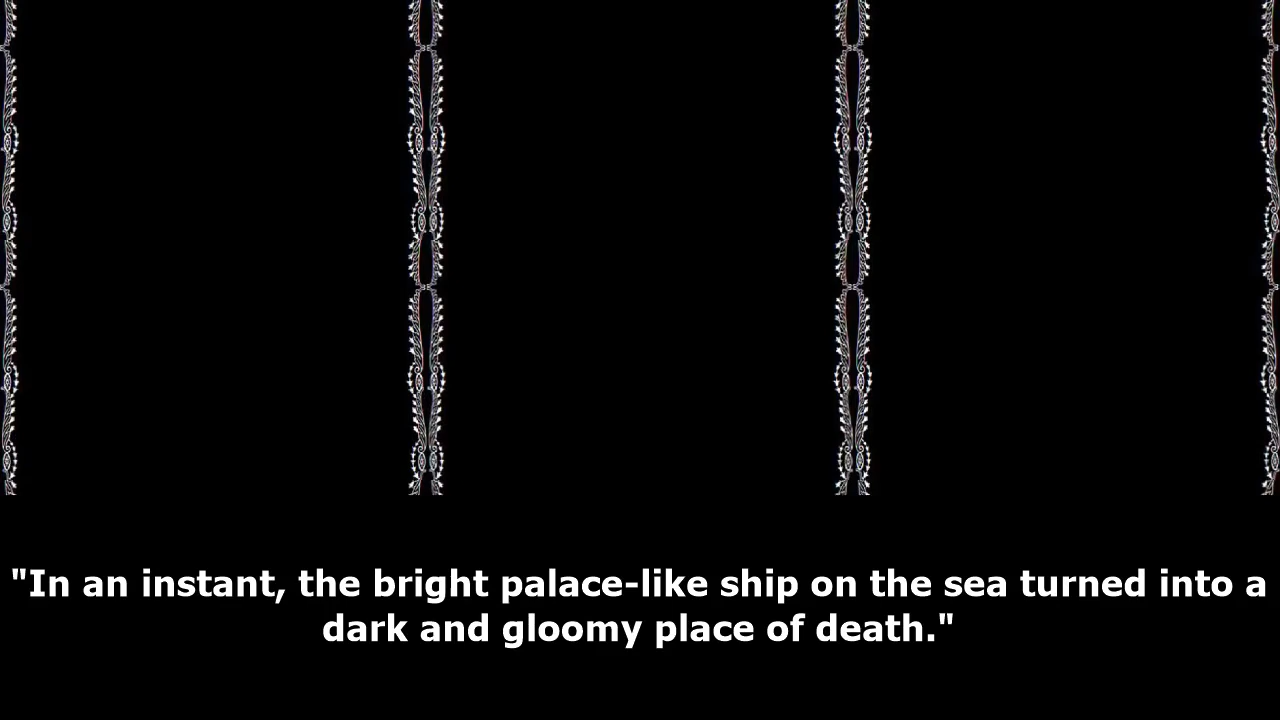 "In an instant, the bright palace-like ship on the sea turned into a
dark and gloomy place of death."